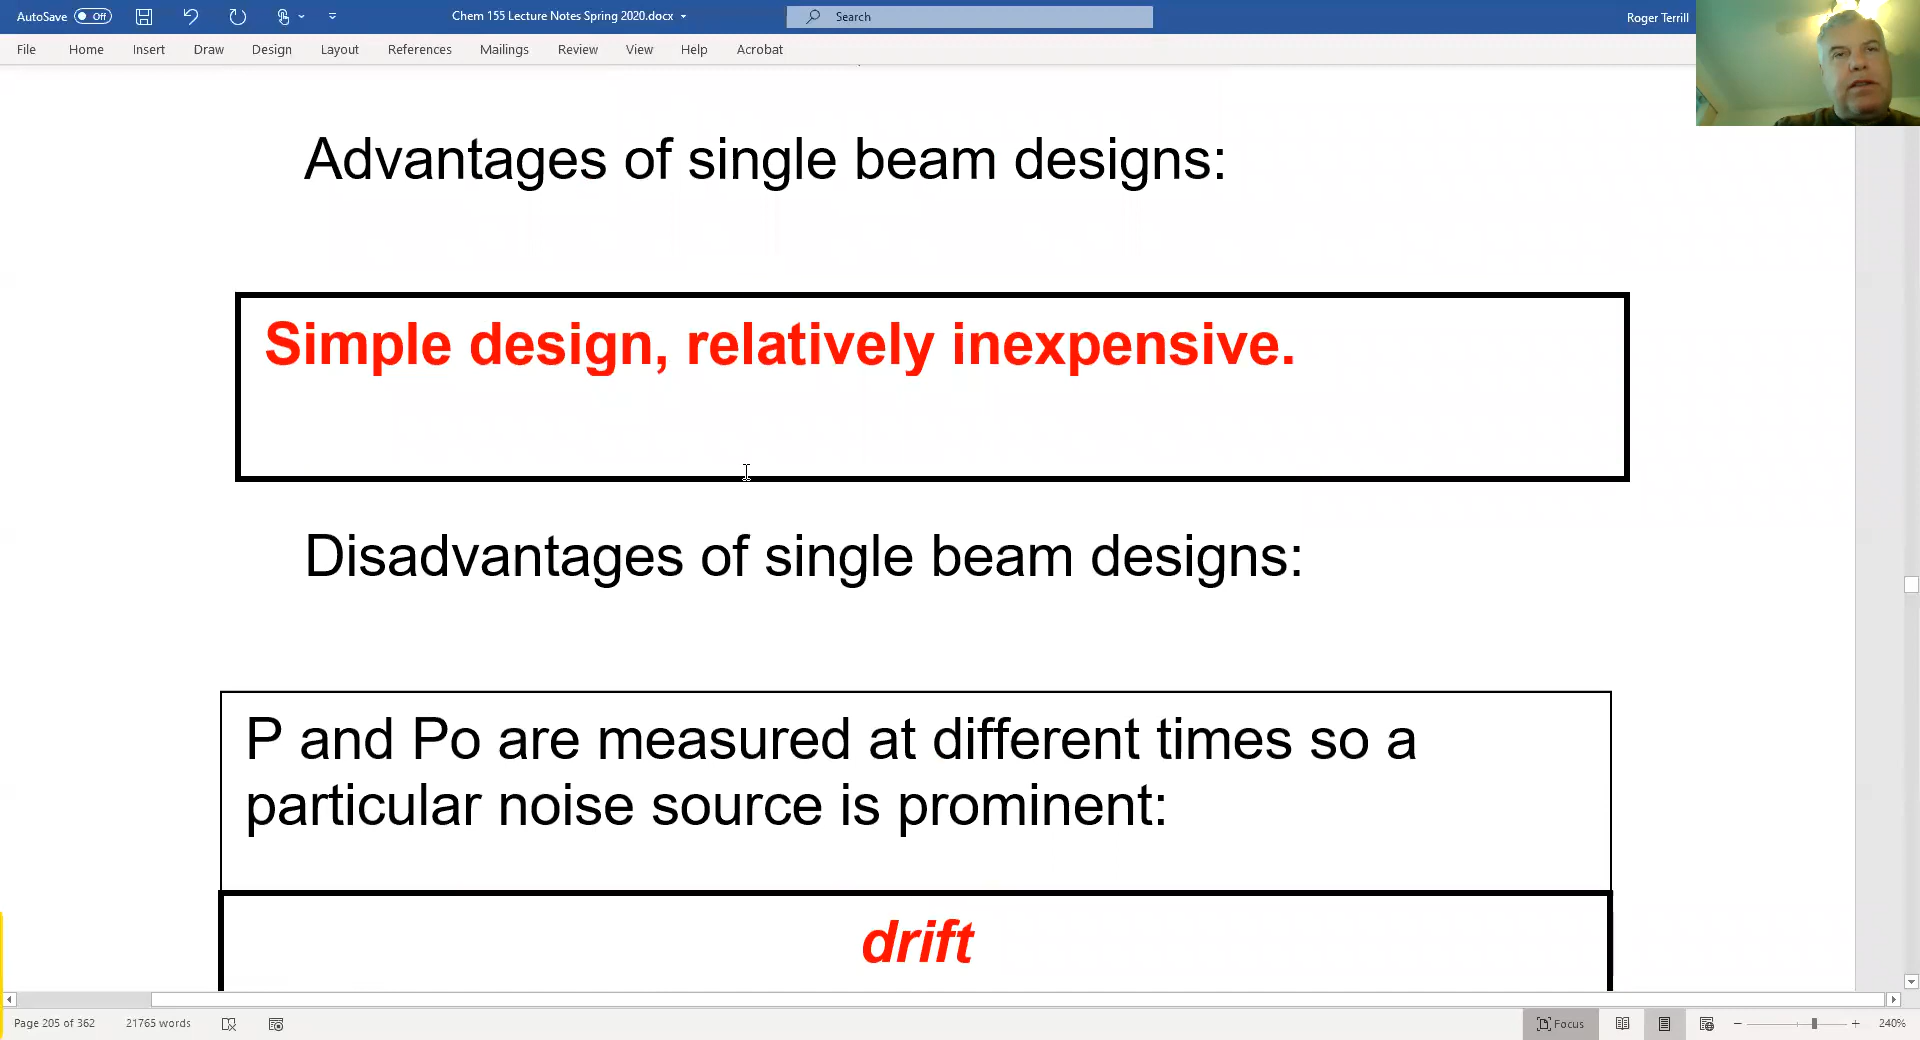 AutoSave Off Chem 155 Lecture Notes Spring 2020.docx Search Roger Terrill
File Home Insert Draw Design Layout References Mailings Review View Help Acrobat
Advantages of single beam designs:
Simple design, relatively inexpensive.
Disadvantages of single beam designs:
P and Po are measured at different times so a
particular noise source is prominent:
drift
Page 205 of 362 21765 words Focus 240%